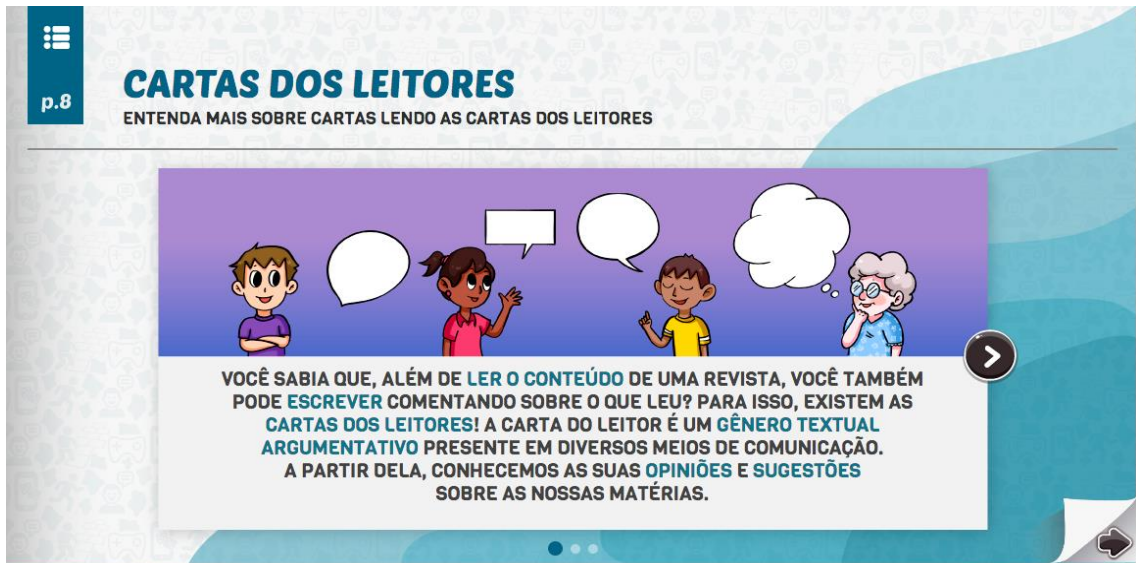 p.8
CARTAS DOS LEITORES
ENTENDA MAIS SOBRE CARTAS LENDO AS CARTAS DOS LEITORES
VOCÊ SABIA QUE, ALÉM DE LER O CONTEÚDO DE UMA REVISTA, VOCÊ TAMBÉM
PODE ESCREVER COMENTANDO SOBRE O QUE LEU? PARA ISSO, EXISTEM AS
CARTAS DOS LEITORES! A CARTA DO LEITOR É UM GÊNERO TEXTUAL
ARGUMENTATIVO PRESENTE EM DIVERSOS MEIOS DE COMUNICAÇÃO.
A PARTIR DELA, CONHECEMOS AS SUAS OPINIÕES E SUGESTÕES
SOBRE AS NOSSAS MATÉRIAS.